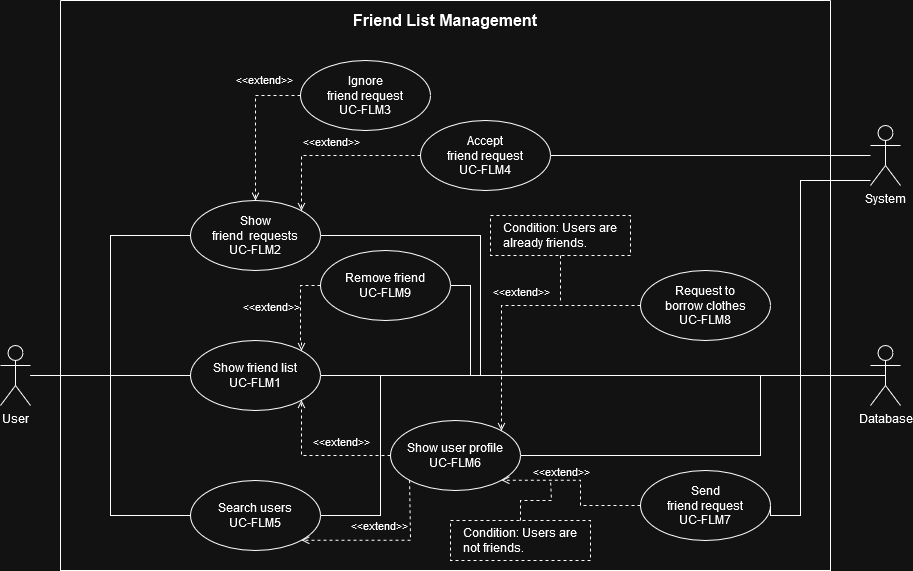 Friend List Management
<<extend>>
Ignore
friend request
UC-FLM3
<<extend>>
Accept
friend request
UC-FLM4
System
Show
friend  requests
UC-FLM2
Condition: Users are
already friends.
Remove friend
UC-FLM9
<<extend>>
<<extend>>
Request to
borrow clothes
UC-FLM8
User
Show friend list
UC-FLM1
Database
<<extend>>
Show user profile
UC-FLM6
<<extend>>
Send
friend request
UC-FLM7
Search users
UC-FLM5
<<extend>>
Condition: Users are
not friends.